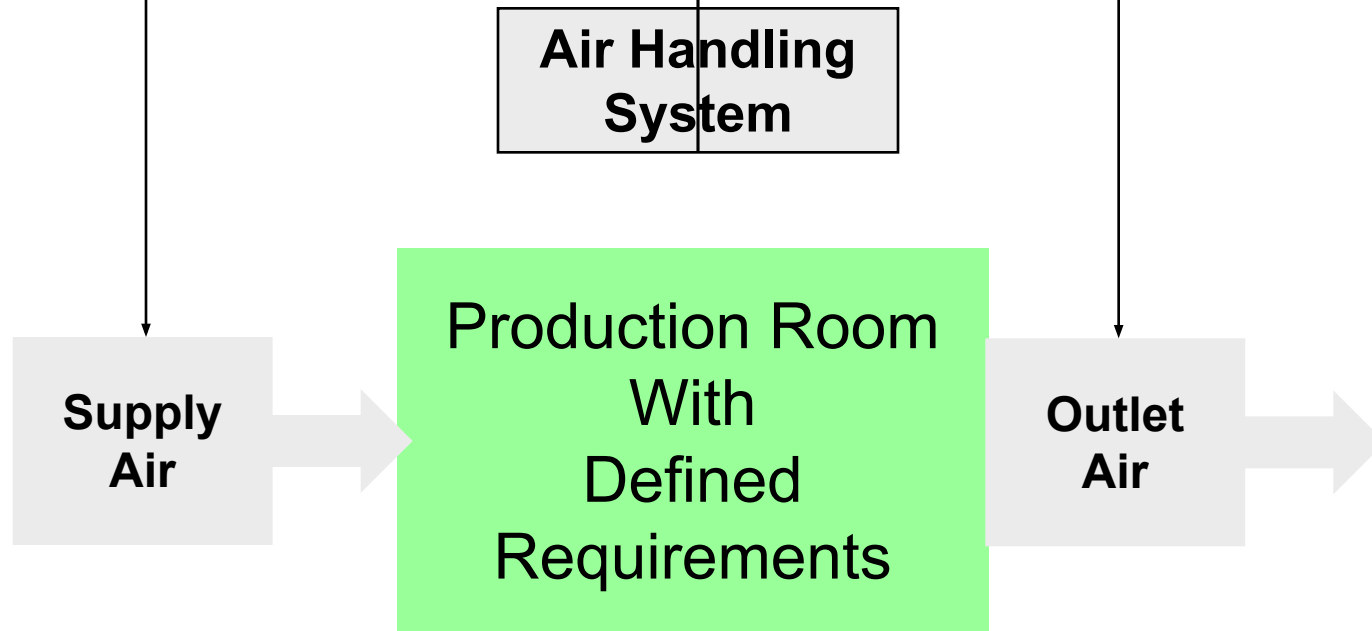 Air Handling
System
Production Room
With
Defined
Requirements
Supply
Air
Outlet
Air